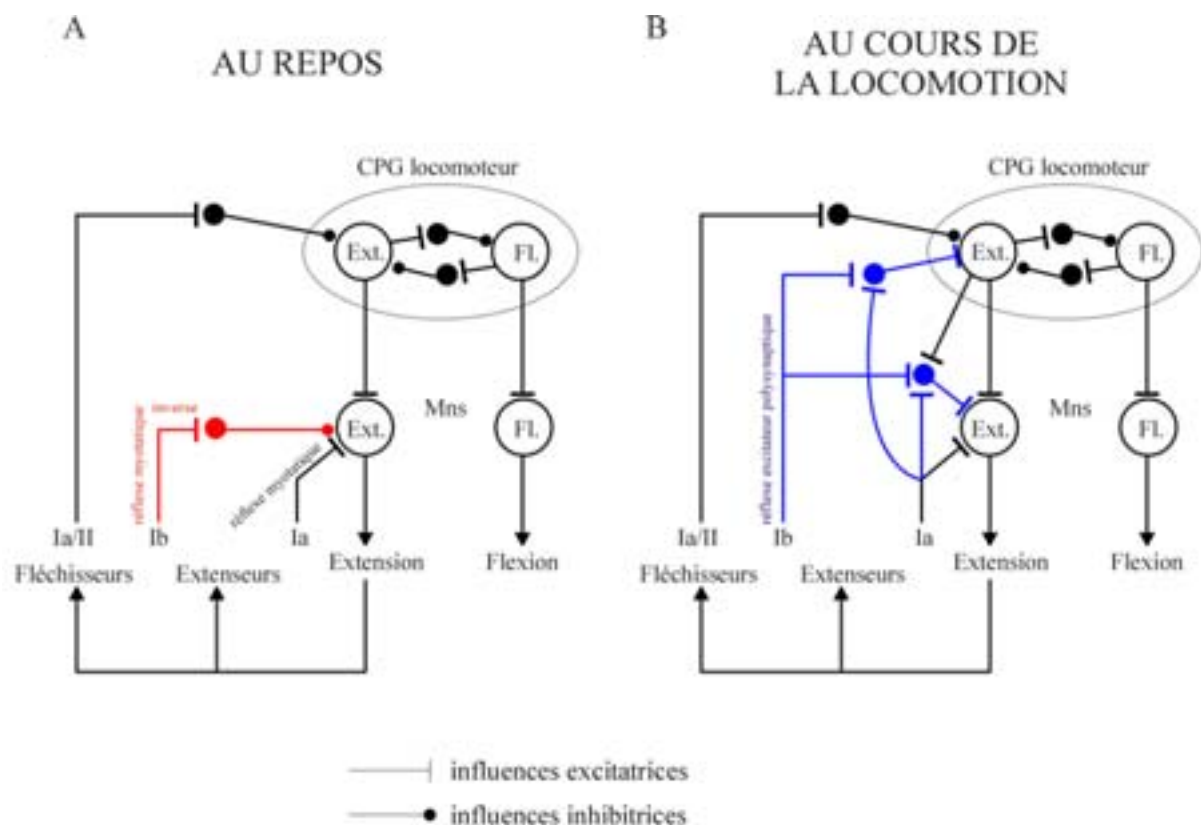 A
AU REPOS
CPG locomoteur
Ext.
Fl.
réflexe myotatique
inverse
réflexe myotatique
Ext.
Mns
Fl.
Ia/II
Ib
Ia
Fléchisseurs
Extenseurs
Extension
Flexion
B
AU COURS DE
LA LOCOMOTION
CPG locomoteur
Ext.
Fl.
réflexe excitateur polysynaptique
Ext.
Mns
Fl.
Ia/II
Ib
Ia
Fléchisseurs
Extenseurs
Extension
Flexion
influences excitatrices
influences inhibitrices